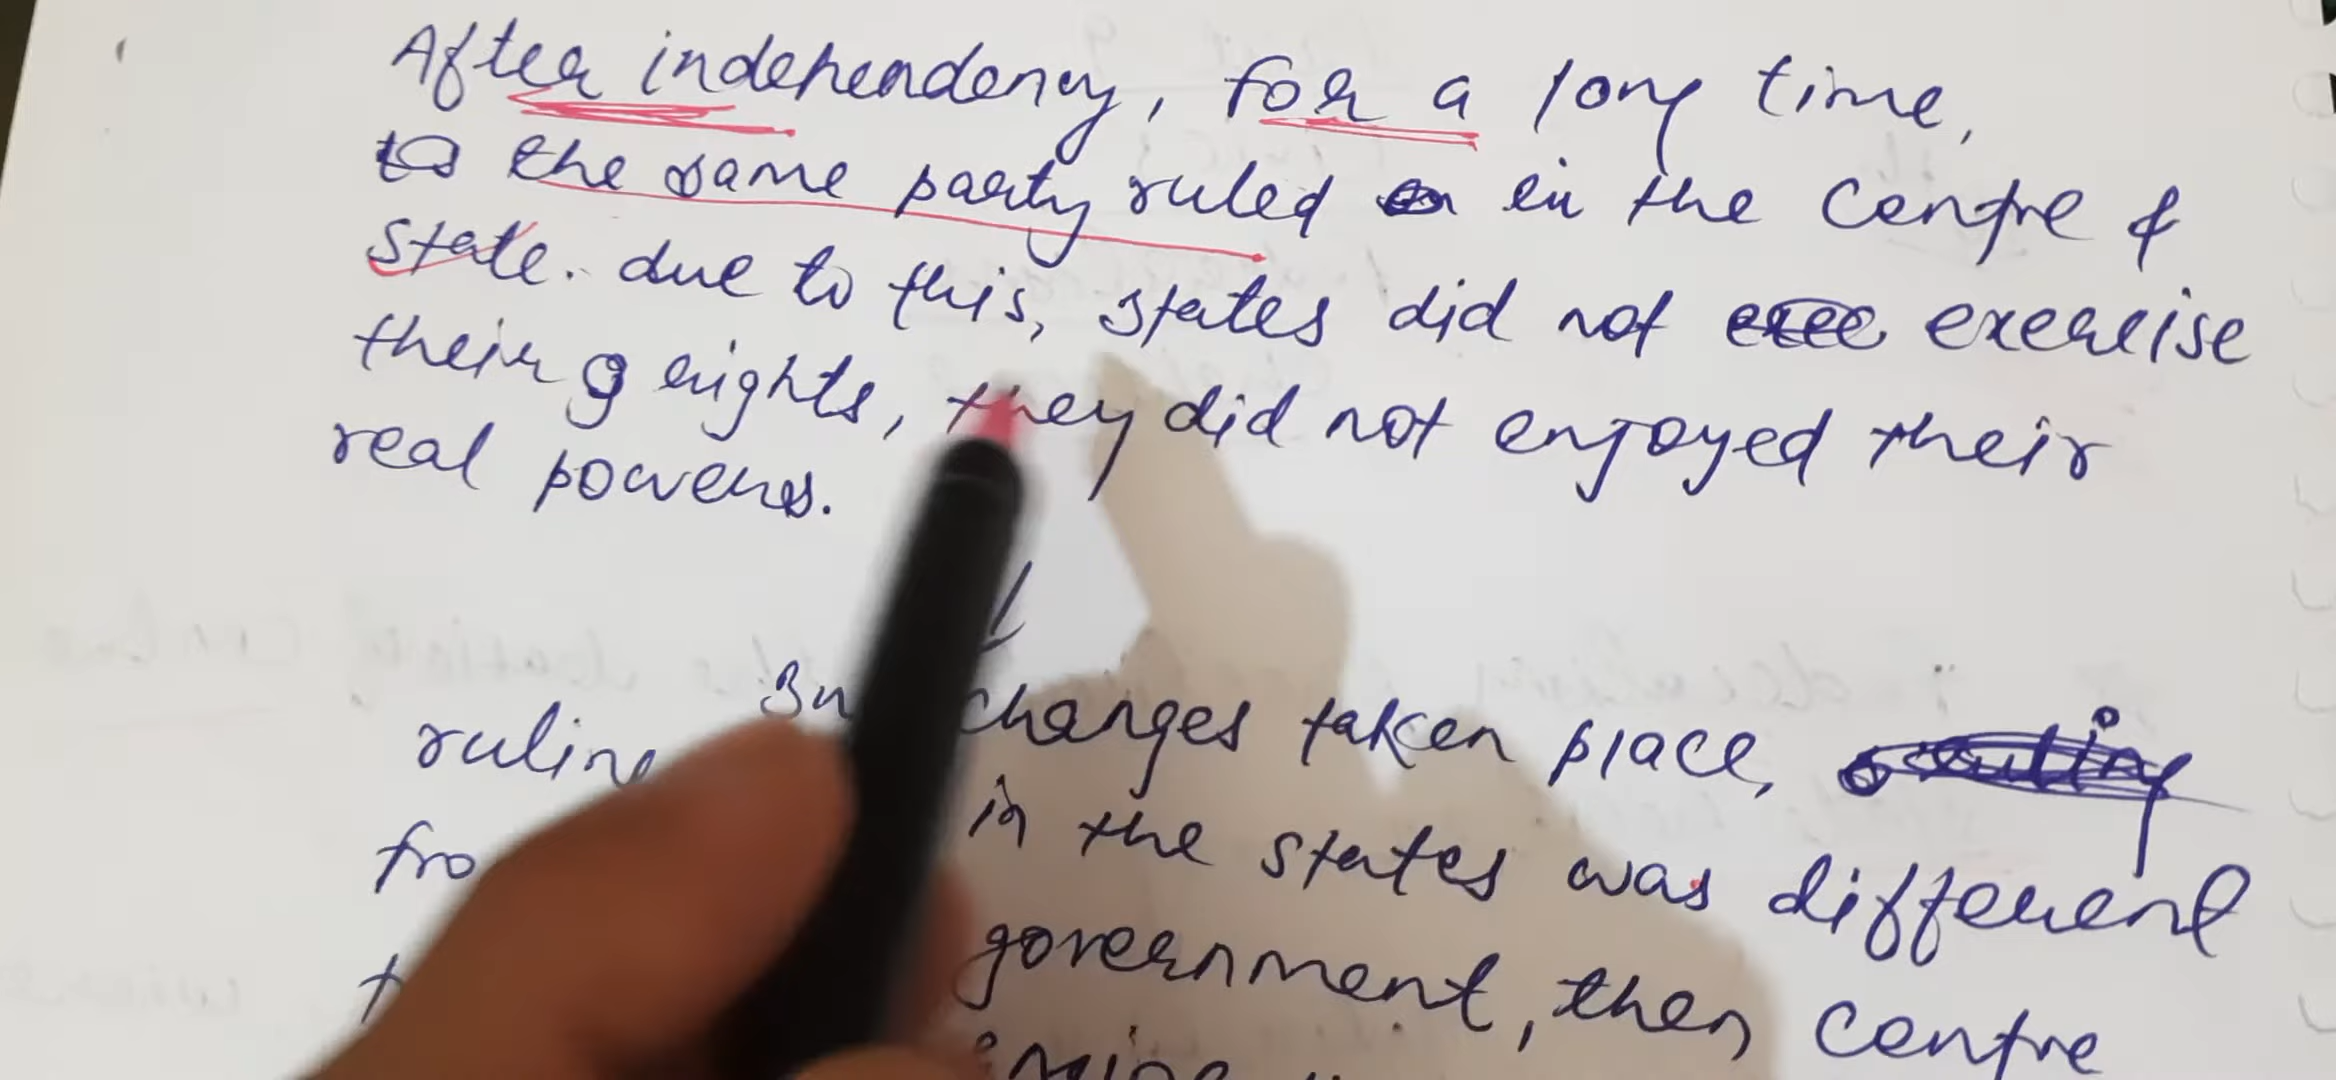 After independency, for a long time,
the same party ruled in the Centre &
state. due to this, states did not exercise
their rights, they did not enjoyed their
real powers.
changes taken place,
in the states was different
government, then centre